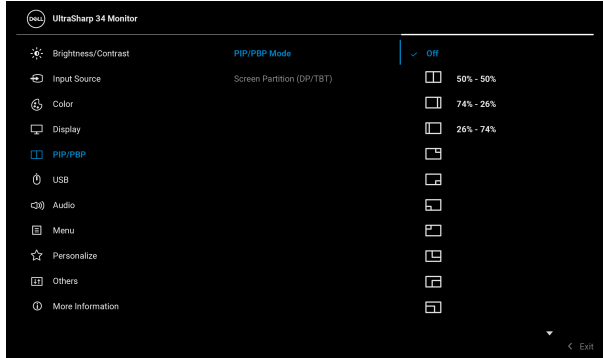 DELL UltraSharp 34 Monitor
Brightness/Contrast PIP/PBP Mode Off
Input Source Screen Partition (DP/TBT) 50% - 50%
Color 74% - 26%
Display 26% - 74%
PIP/PBP
USB
Audio
Menu
Personalize
Others
More Information
Exit